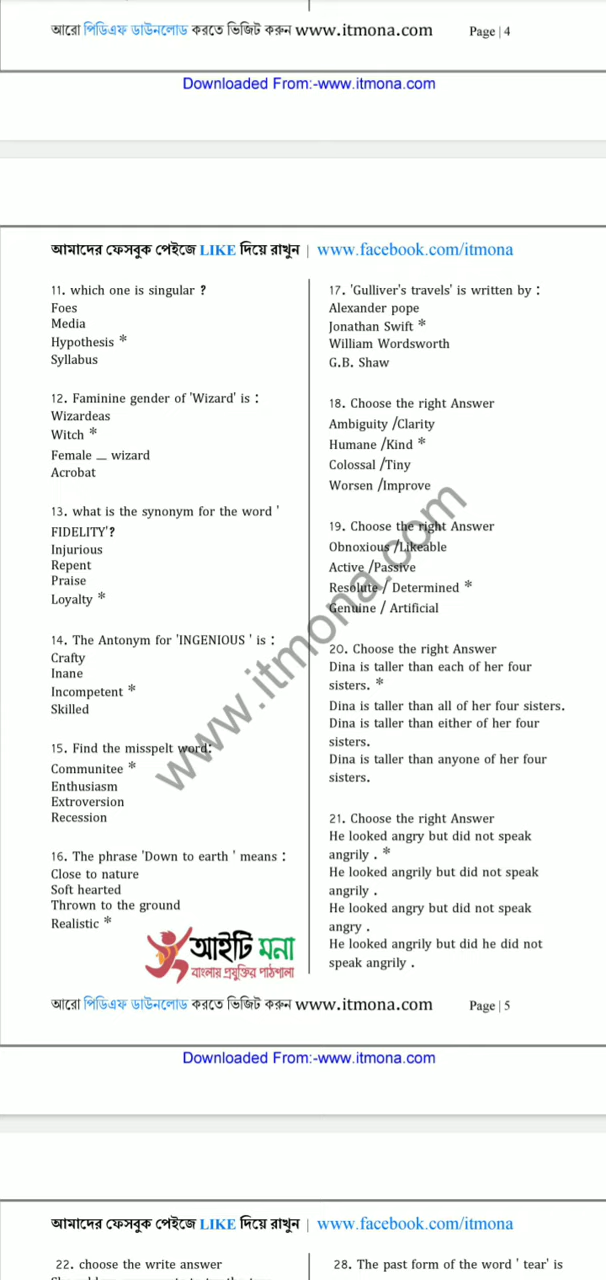 আরো পিডিএফ ডাউনলোড করতে ভিজিট করুন www.itmona.com Page | 4
Downloaded From:-www.itmona.com
আমাদের ফেসবুক পেইজে LIKE দিয়ে রাখুন | www.facebook.com/itmona
11. which one is singular ?
Foes
Media
Hypothesis *
Syllabus
12. Faminine gender of 'Wizard' is :
Wizardeas
Witch *
Female _ wizard
Acrobat
13. what is the synonym for the word '
FIDELITY'?
Injurious
Repent
Praise
Loyalty *
14. The Antonym for 'INGENIOUS ' is :
Crafty
Inane
Incompetent *
Skilled
15. Find the misspelt word:
Communitee *
Enthusiasm
Extroversion
Recession
16. The phrase 'Down to earth ' means :
Close to nature
Soft hearted
Thrown to the ground
Realistic *
17. 'Gulliver's travels' is written by :
Alexander pope
Jonathan Swift *
William Wordsworth
G.B. Shaw
18. Choose the right Answer
Ambiguity /Clarity
Humane /Kind *
Colossal /Tiny
Worsen /Improve
19. Choose the right Answer
Obnoxious /Likeable
Active /Passive
Resolute / Determined *
Genuine / Artificial
20. Choose the right Answer
Dina is taller than each of her four
sisters. *
Dina is taller than all of her four sisters.
Dina is taller than either of her four
sisters.
Dina is taller than anyone of her four
sisters.
21. Choose the right Answer
He looked angry but did not speak
angrily . *
He looked angrily but did not speak
angrily .
He looked angry but did not speak
angry .
He looked angrily but did he did not
speak angrily .
www.itmona.com
আইটি মনা
বাংলায় প্রযুক্তির পাঠশালা
আরো পিডিএফ ডাউনলোড করতে ভিজিট করুন www.itmona.com Page | 5
Downloaded From:-www.itmona.com
আমাদের ফেসবুক পেইজে LIKE দিয়ে রাখুন | www.facebook.com/itmona
22. choose the write answer
28. The past form of the word ' tear' is